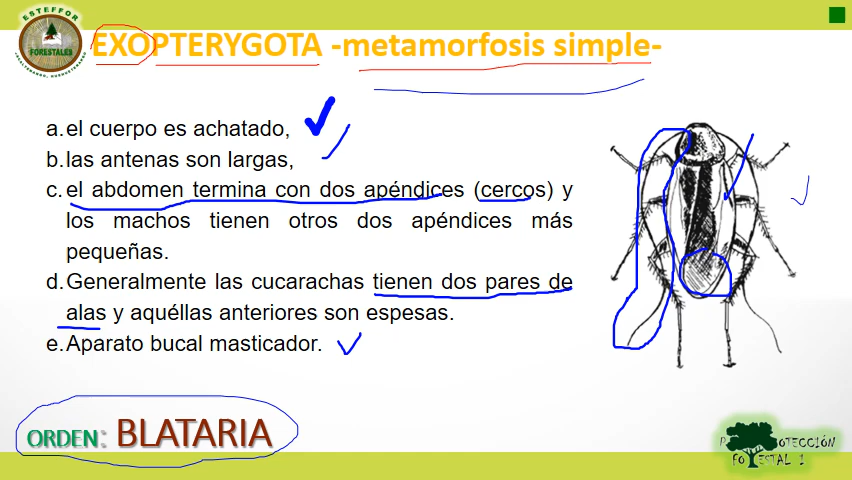 ESTEFFOR
FORESTALES
EXOPTERYGOTA -metamorfosis simple-
a. el cuerpo es achatado,
b. las antenas son largas,
c. el abdomen termina con dos apéndices (cercos) y
los machos tienen otros dos apéndices más
pequeñas.
d. Generalmente las cucarachas tienen dos pares de
alas y aquéllas anteriores son espesas.
e. Aparato bucal masticador.
ORDEN: BLATARIA